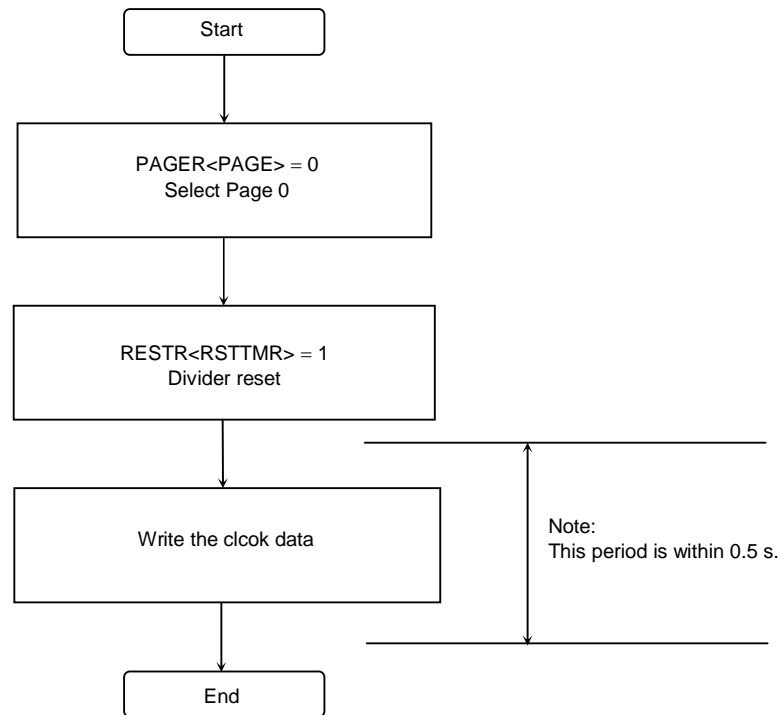 Start
PAGER<PAGE> = 0
Select Page 0
RESTR<RSTTMR> = 1
Divider reset
Write the clcok data
Note:
This period is within 0.5 s.
End